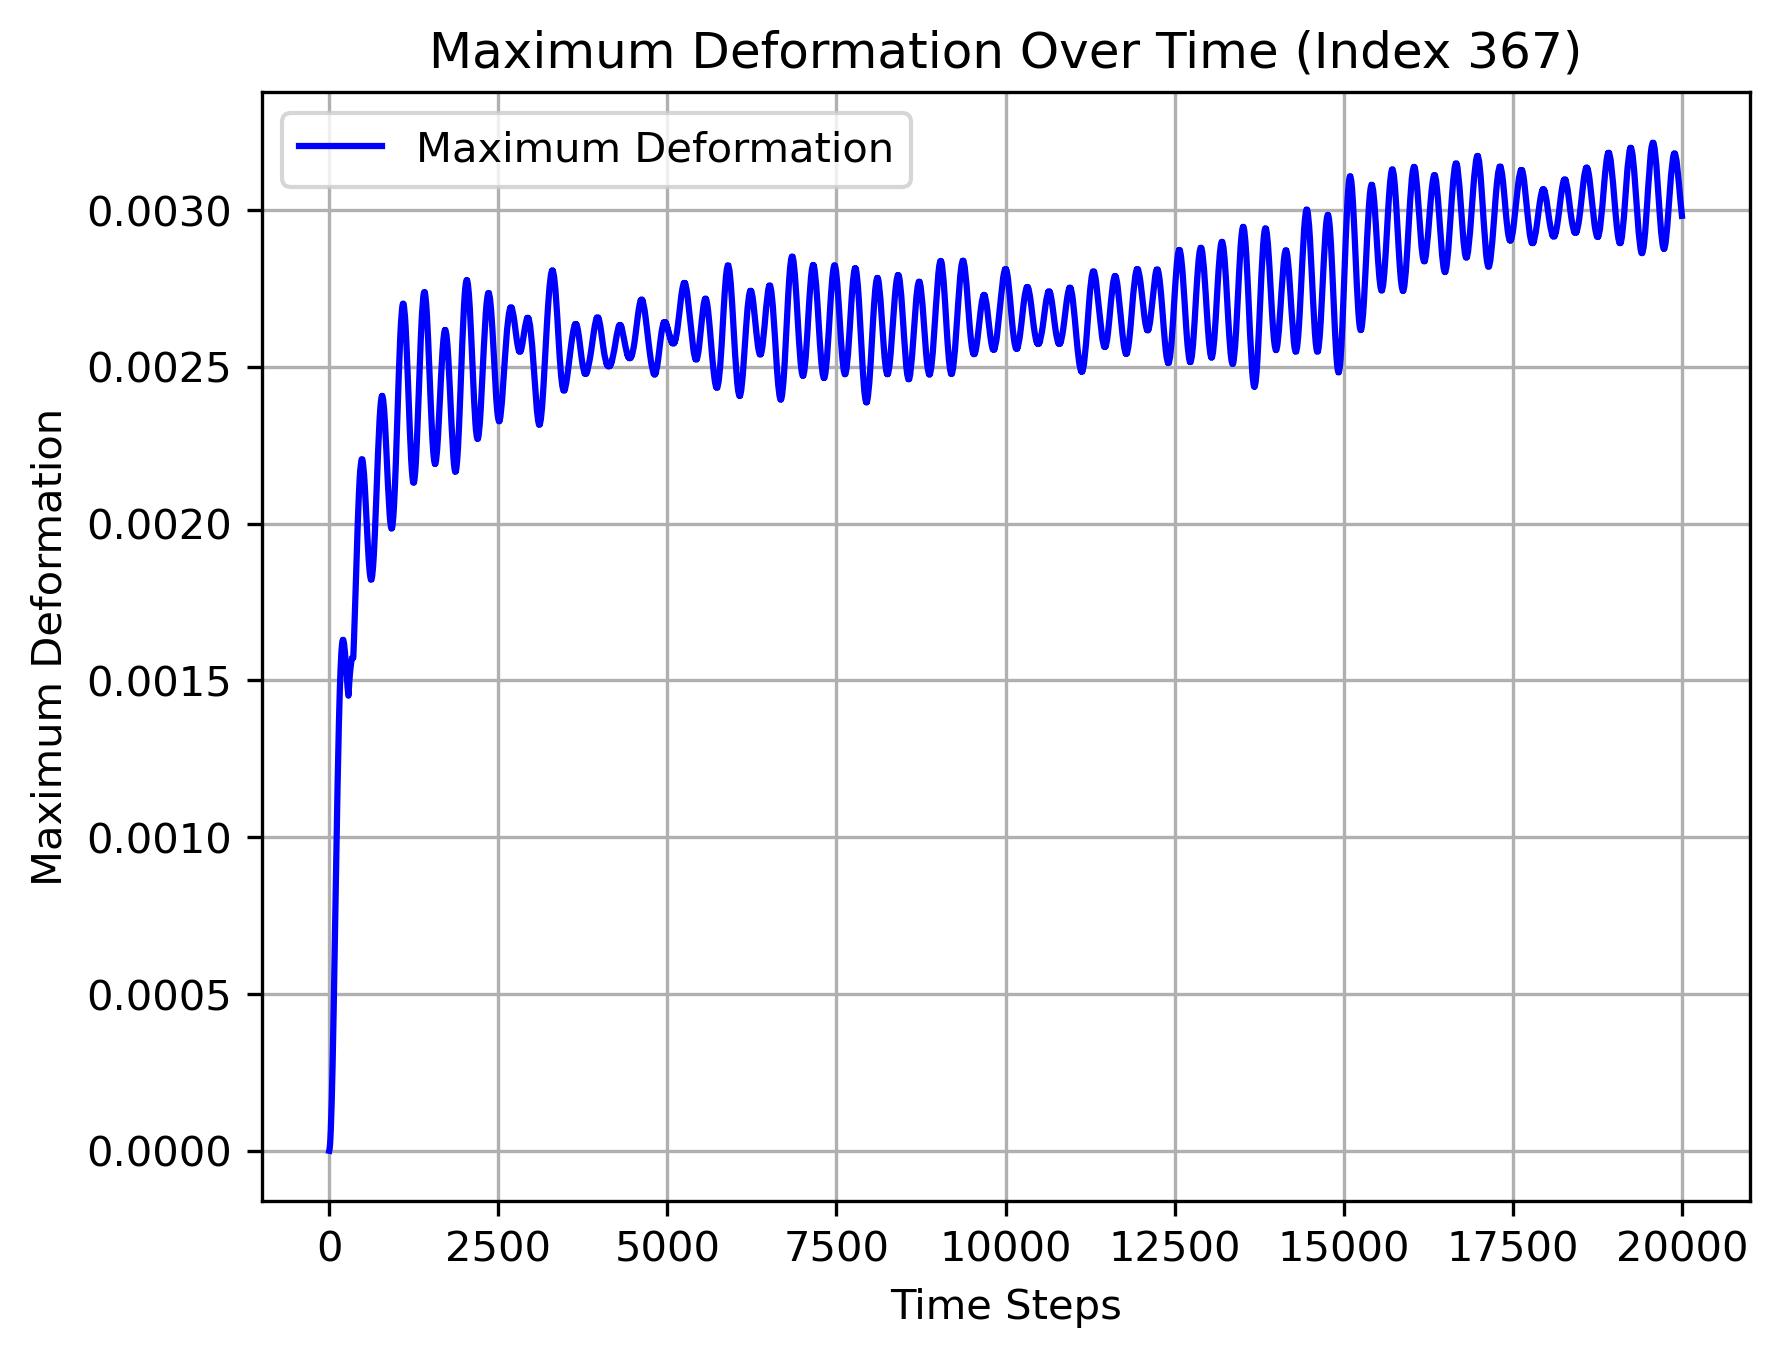 Maximum Deformation Over Time (Index 367)
Maximum Deformation
0.0030
0.0025
0.0020
0.0015
0.0010
0.0005
0.0000
Maximum Deformation
0 2500 5000 7500 10000 12500 15000 17500 20000
Time Steps